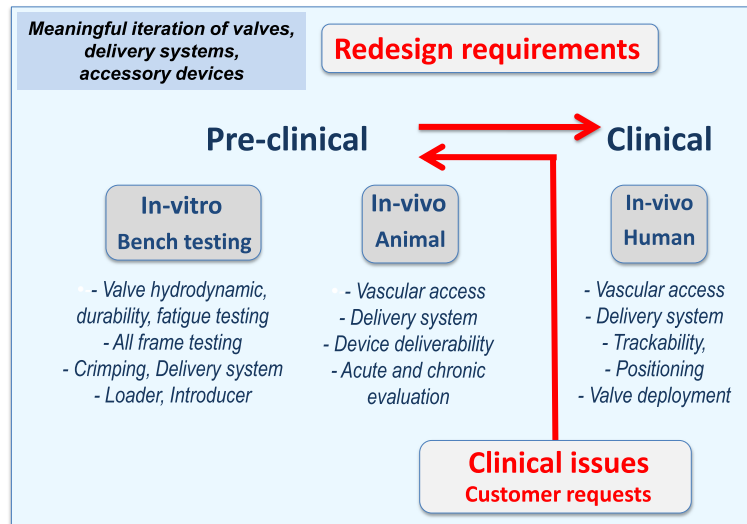 Meaningful iteration of valves,
delivery systems,
accessory devices
Redesign requirements
Pre-clinical
Clinical
In-vitro
Bench testing
- Valve hydrodynamic,
durability, fatigue testing
- All frame testing
- Crimping, Delivery system
- Loader, Introducer
In-vivo
Animal
- Vascular access
- Delivery system
- Device deliverability
- Acute and chronic
evaluation
In-vivo
Human
- Vascular access
- Delivery system
- Trackability,
- Positioning
- Valve deployment
Clinical issues
Customer requests